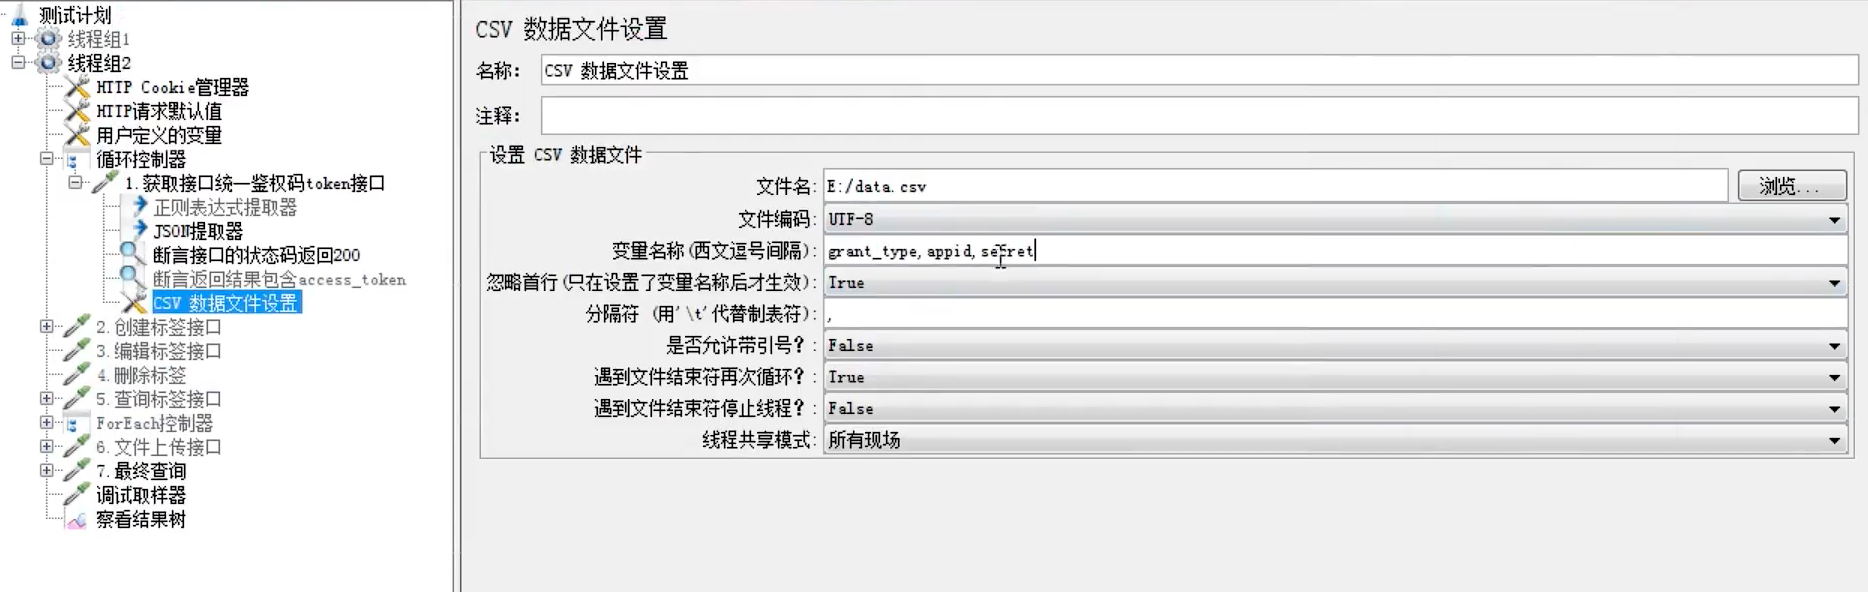 测试计划
线程组1
线程组2
HTTP Cookie管理器
HTTP请求默认值
用户定义的变量
循环控制器
1.获取接口统一鉴权码token接口
正则表达式提取器
JSON提取器
断言接口的状态码返回200
断言返回结果包含access_token
CSV 数据文件设置
2.创建标签接口
3.编辑标签接口
4.删除标签
5.查询标签接口
ForEach控制器
6.文件上传接口
7.最终查询
调试取样器
察看结果树
CSV 数据文件设置
名称: CSV 数据文件设置
注释:
设置 CSV 数据文件
文件名: E:/data.csv 浏览...
文件编码: UTF-8
变量名称(西文逗号间隔): grant_type,appid,secret
忽略首行(只在设置了变量名称后才生效): True
分隔符 (用'\t'代替制表符): ,
是否允许带引号?: False
遇到文件结束符再次循环?: True
遇到文件结束符停止线程?: False
线程共享模式: 所有现场